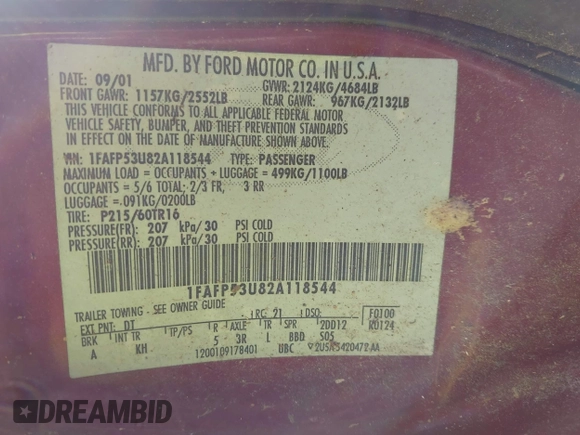 MFD. BY FORD MOTOR CO. IN U.S.A.
DATE 09/01 GVWR: 2124KG/4684LB
FRONT GAWR: 1157KG/2552LB REAR GAWR: 967KG/2132LB
THIS VEHICLE CONFORMS TO ALL APPLICABLE FEDERAL MOTOR
VEHICLE SAFETY, BUMPER, AND THEFT PREVENTION STANDARDS
IN EFFECT ON THE DATE OF MANUFACTURE SHOWN ABOVE
VIN: 1FAFP53U82A118544 TYPE: PASSENGER
MAXIMUM LOAD = OCCUPANTS + LUGGAGE = 499KG/1100LB
OCCUPANTS = 5/6 TOTAL; 2/3 FR, 3 RR
LUGGAGE = .091KG/0200LB
TIRE: P215/60TR16
PRESSURE(FR): 207 kPa/30 PSI COLD
PRESSURE(RR): 207 kPa/30 PSI COLD
1FAFP53U82A118544
TRAILER TOWING - SEE OWNER GUIDE
EXT PNT: DT RC: 21 DSO: F0100
BRK INT TR TP/PS R AXLE TR SPR 20D12 R0124
A KH 5 3R L BBD S05
1200109178401 UBC
DREAMBID